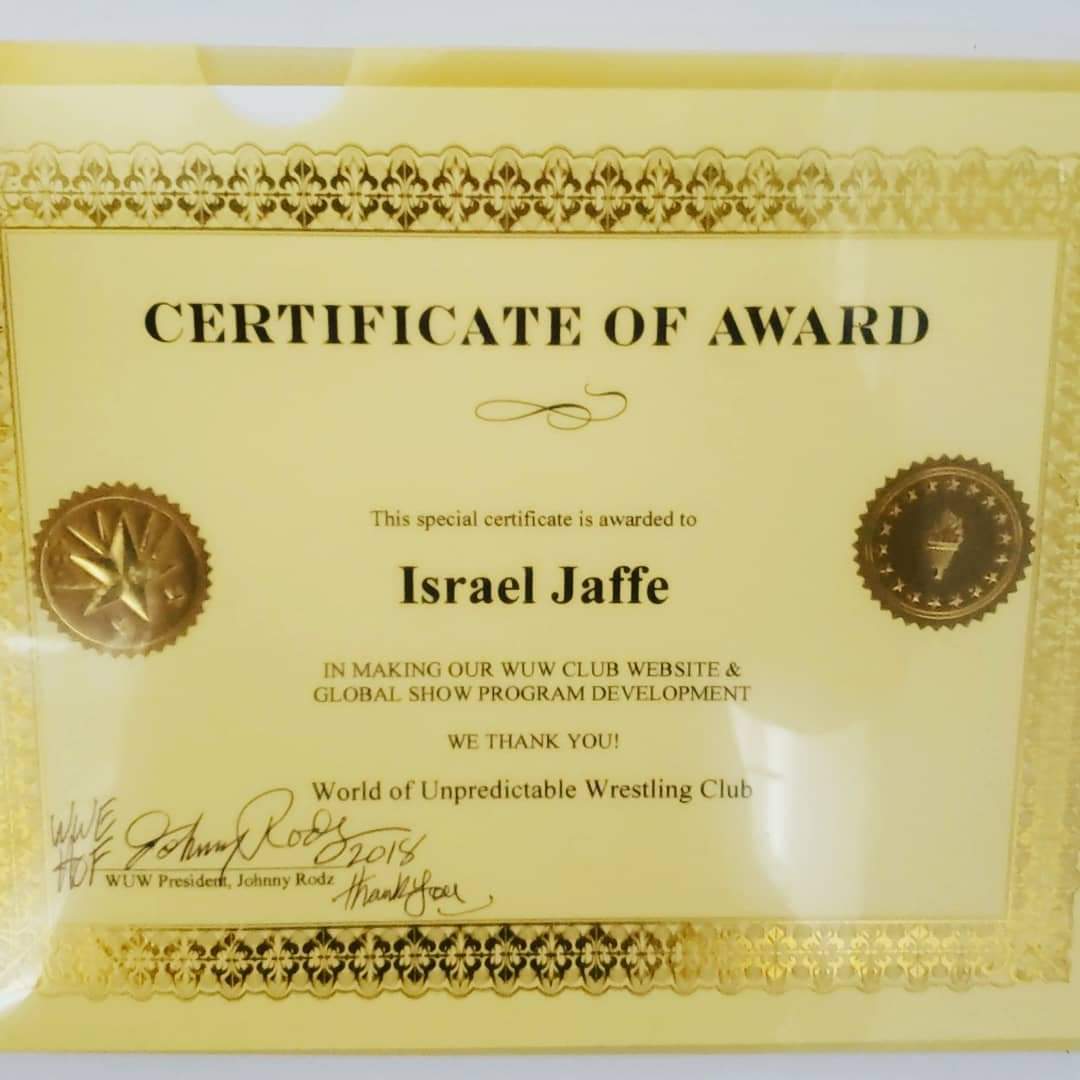 CERTIFICATE OF AWARD
This special certificate is awarded to
Israel Jaffe
IN MAKING OUR WUW CLUB WEBSITE &
GLOBAL SHOW PROGRAM DEVELOPMENT
WE THANK YOU!
World of Unpredictable Wrestling Club
WWE
HOF
Johnny Rodz
2018
WUW President, Johnny Rodz
thank you